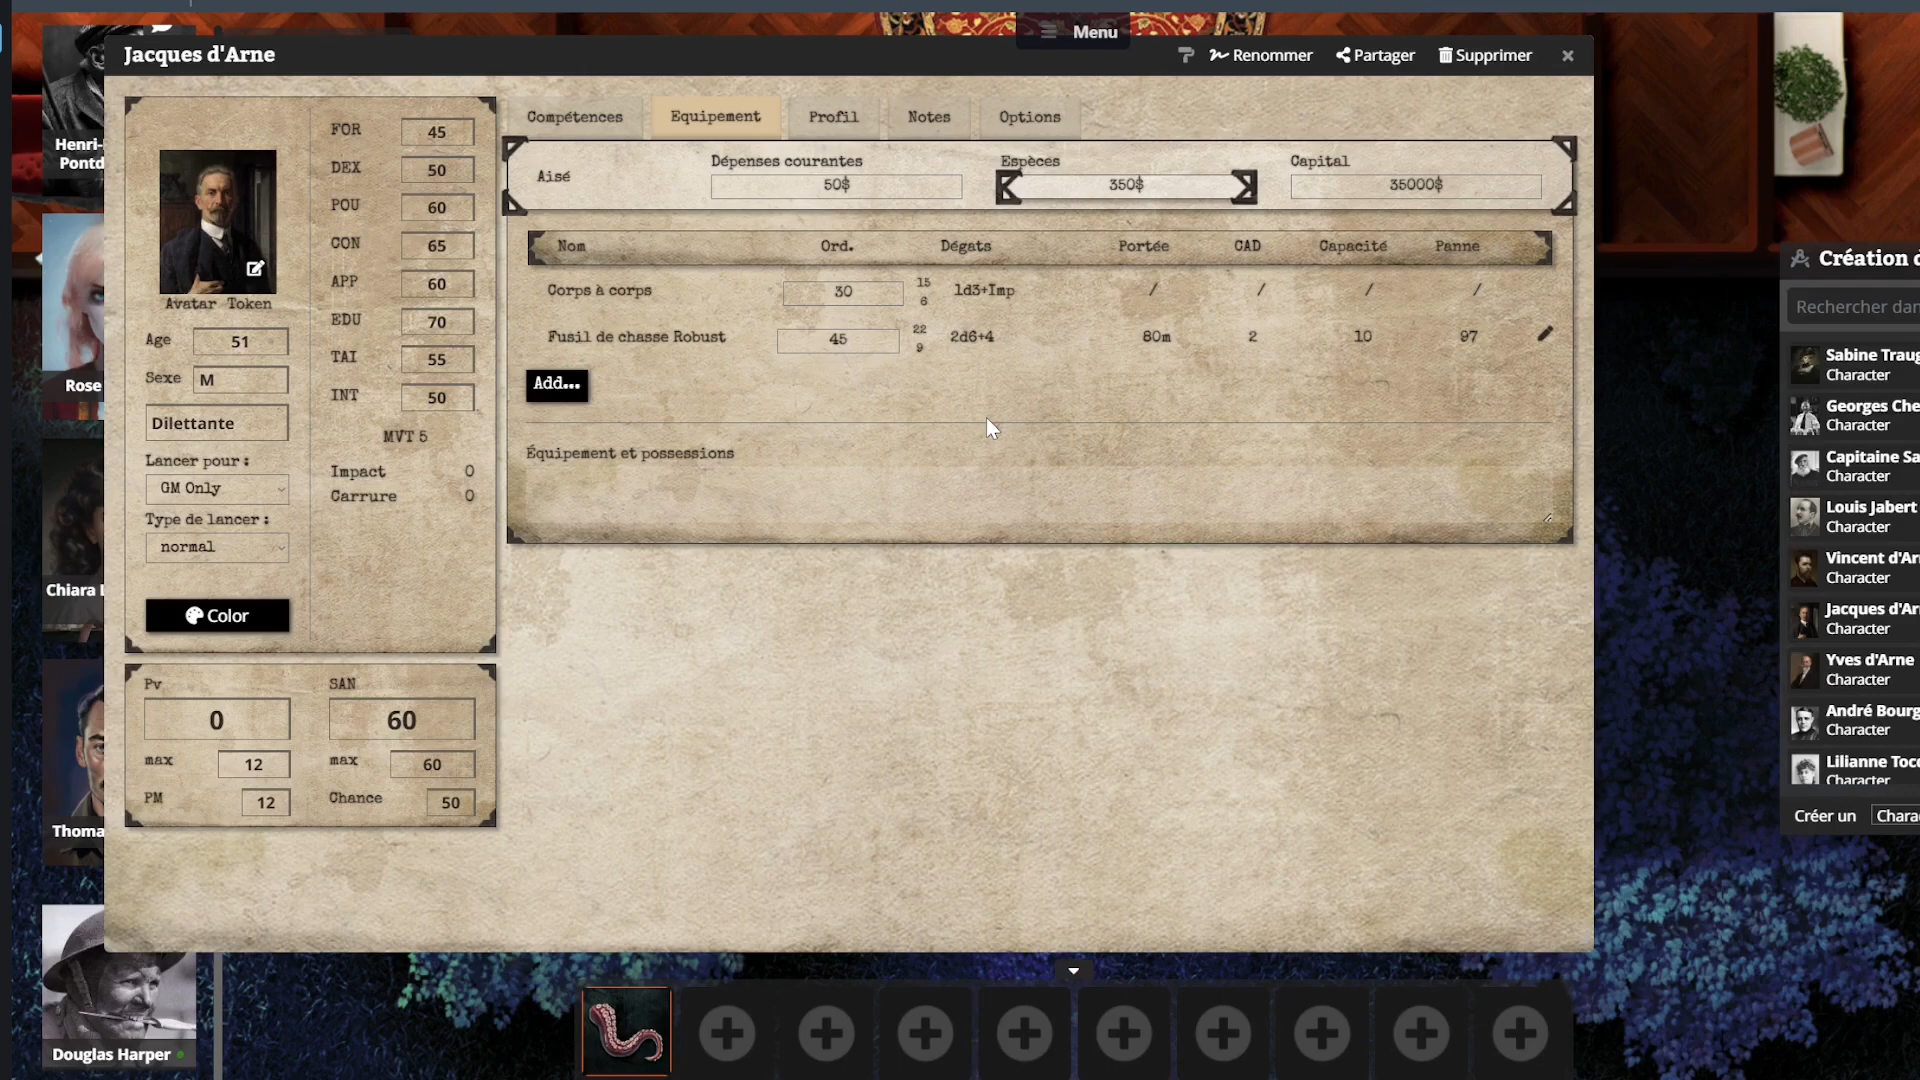 Menu
Jacques d'Arne
Renommer
Partager
Supprimer
Henri-
Pontd
Rose
Chiara
Thoma
Douglas Harper
Avatar Token
Age 51
Sexe M
Dilettante
Lancer pour :
GM Only
Type de lancer :
normal
Color
FOR 45
DEX 50
POU 60
CON 65
APP 60
EDU 70
TAI 55
INT 50
MVT 5
Impact 0
Carrure 0
Pv
0
max 12
PM 12
SAN
60
max 60
Chance 50
Compétences
Equipement
Profil
Notes
Options
Aisé
Dépenses courantes
50$
Espèces
350$
Capital
35000$
Nom Ord. Dégats Portée CAD Capacité Panne
Corps à corps 30 15 6 1d3+Imp / / / /
Fusil de chasse Robust 45 22 9 2d6+4 80m 2 10 97
Add...
Équipement et possessions
Création d
Rechercher dan
Sabine Traug
Character
Georges Che
Character
Capitaine Sa
Character
Louis Jabert
Character
Vincent d'Arn
Character
Jacques d'Arn
Character
Yves d'Arne
Character
André Bourg
Character
Lilianne Toco
Character
Créer un Charac